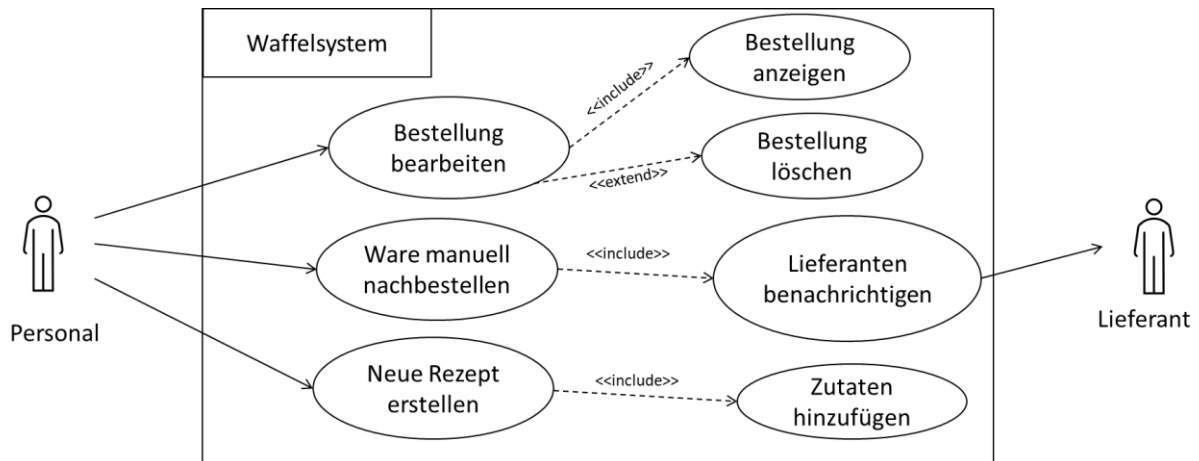 Waffelsystem
Bestellung
anzeigen
<<include>>
Bestellung
bearbeiten
Bestellung
löschen
<<extend>>
Ware manuell
nachbestellen
<<include>>
Lieferanten
benachrichtigen
Personal
Lieferant
Neue Rezept
erstellen
<<include>>
Zutaten
hinzufügen